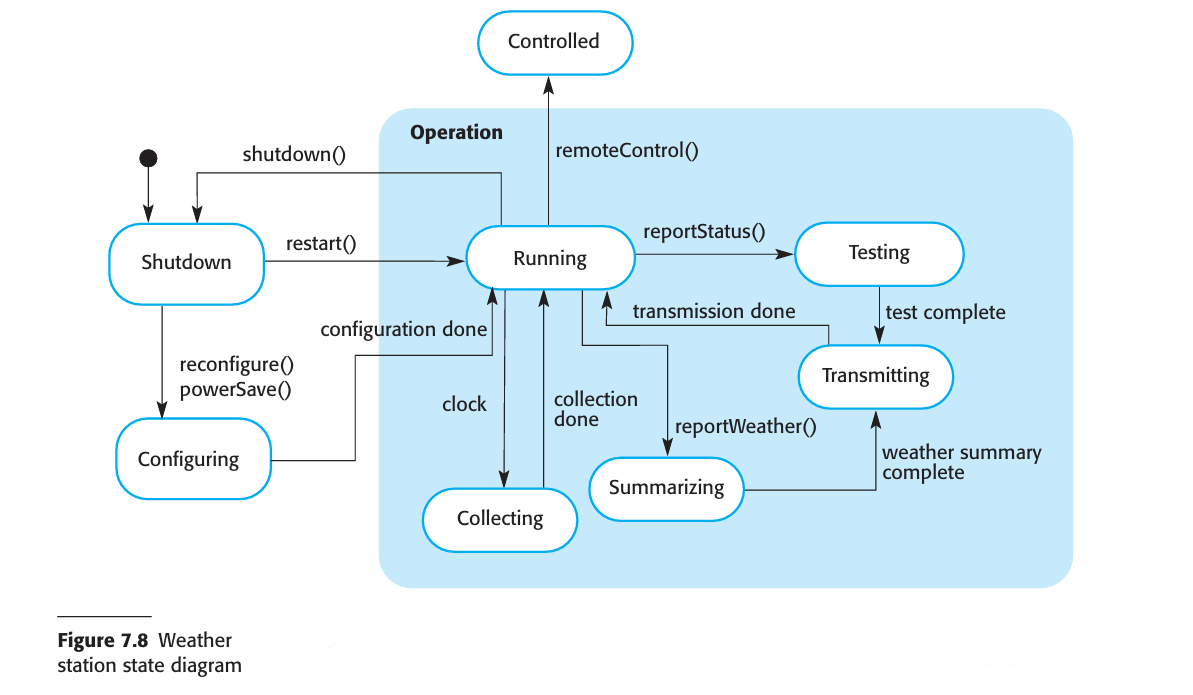 Controlled
Operation
remoteControl()
shutdown()
Shutdown
restart()
Running
reportStatus()
Testing
configuration done
transmission done
test complete
reconfigure()
powerSave()
clock
collection
done
Transmitting
reportWeather()
Configuring
weather summary
complete
Summarizing
Collecting
Figure 7.8 Weather
station state diagram